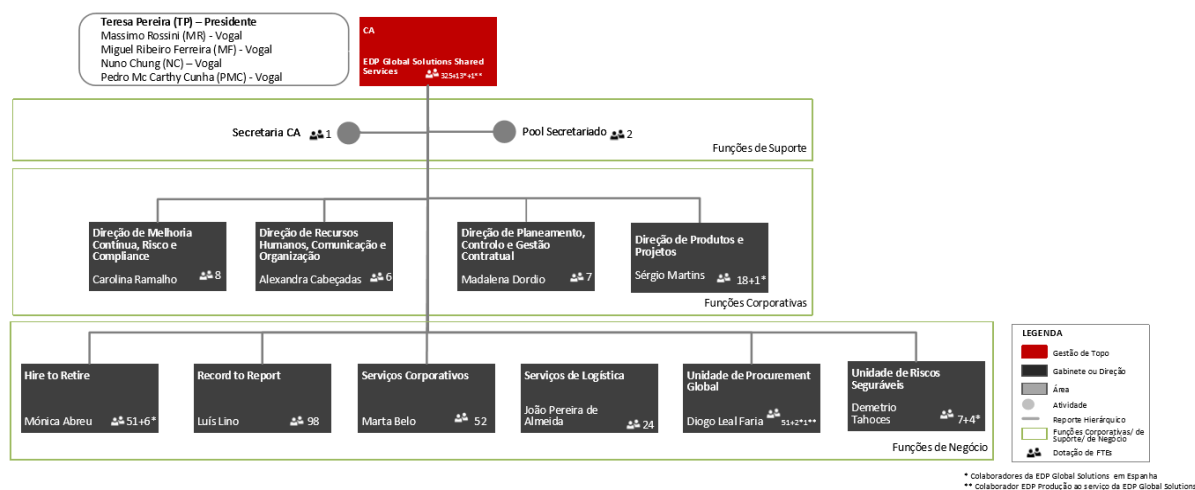 Teresa Pereira (TP) – Presidente
Massimo Rossini (MR) - Vogal
Miguel Ribeiro Ferreira (MF) - Vogal
Nuno Chung (NC) – Vogal
Pedro Mc Carthy Cunha (PMC) - Vogal
CA
EDP Global Solutions Shared
Services
325+13*+1**
Secretaria CA 1
Pool Secretariado 2
Funções de Suporte
Direção de Melhoria
Contínua, Risco e
Compliance
Carolina Ramalho 8
Direção de Recursos
Humanos, Comunicação e
Organização
Alexandra Cabeçadas 6
Direção de Planeamento,
Controlo e Gestão
Contratual
Madalena Dordio 7
Direção de Produtos e
Projetos
Sérgio Martins 18+1*
Funções Corporativas
Hire to Retire
Mónica Abreu 51+6*
Record to Report
Luís Lino 98
Serviços Corporativos
Marta Belo 52
Serviços de Logística
João Pereira de
Almeida 24
Unidade de Procurement
Global
Diogo Leal Faria 51+2*1**
Unidade de Riscos
Seguráveis
Demetrio
Tahoces 7+4*
Funções de Negócio
LEGENDA
Gestão de Topo
Gabinete ou Direção
Área
Atividade
Reporte Hierárquico
Funções Corporativas/ de
Suporte/ de Negócio
Dotação de FTEs
* Colaboradores da EDP Global Solutions em Espanha
** Colaborador EDP Produção ao serviço da EDP Global Solutions